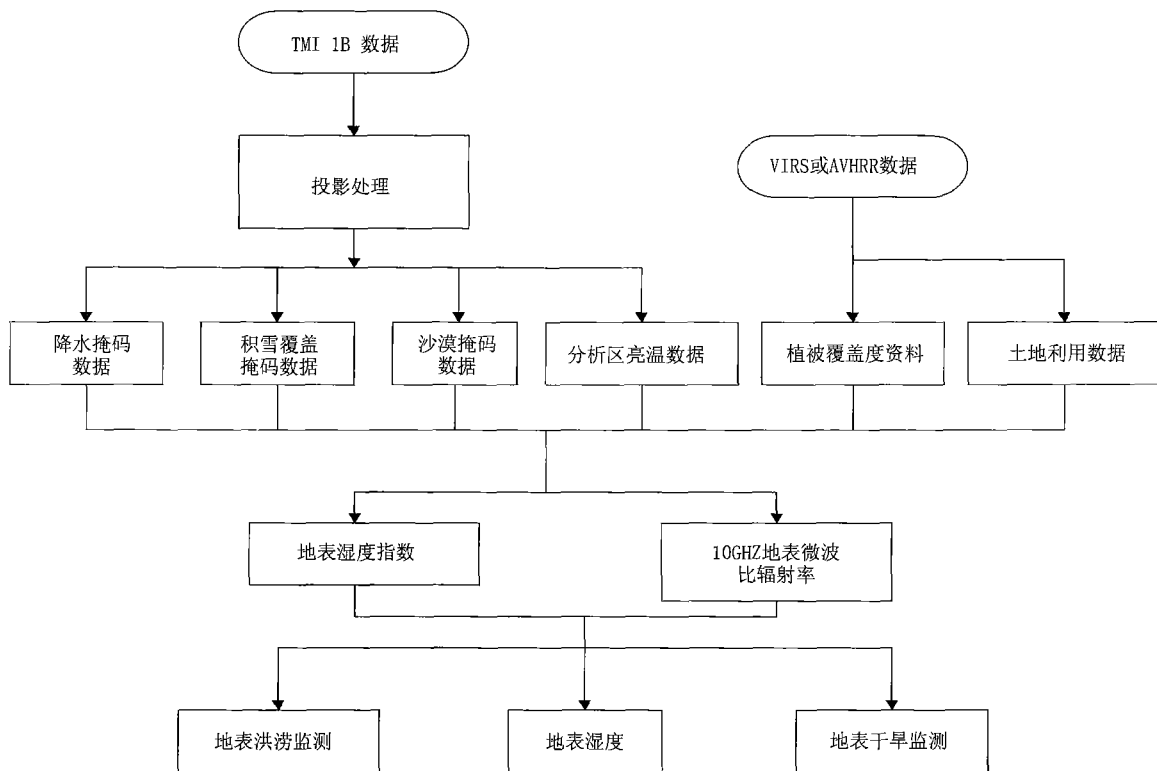 TMI 1B 数据
投影处理
VIRS或AVHRR数据
降水掩码
数据
积雪覆盖
掩码数据
沙漠掩码
数据
分析区亮温数据
植被覆盖度资料
土地利用数据
地表湿度指数
10GHZ地表微波
比辐射率
地表洪涝监测
地表湿度
地表干旱监测